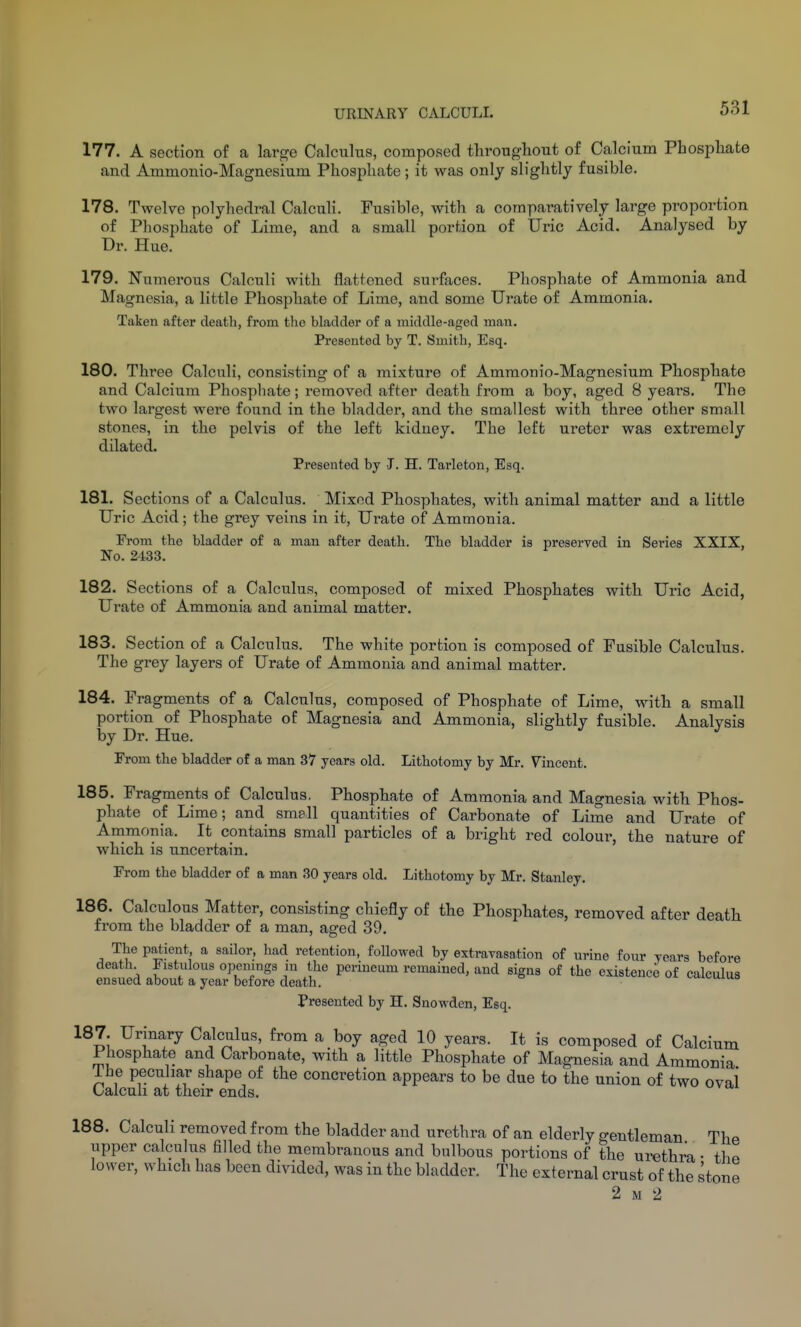 URINARY CALCULI.
531
177. A section of a large Calculus, composed throughout of Calcium Phosphate
and Ammonio-Magnesium Phosphate; it was only slightly fusible.
178. Twelve polyhedral Calculi. Fusible, with a comparatively large proportion
of Phosphate of Lime, and a small portion of Uric Acid. Analysed by
Dr. Hue.
179. Numerous Calculi with flattened surfaces. Phosphate of Ammonia and
Magnesia, a little Phosphate of Lime, and some Urate of Ammonia.
Taken after death, from the bladder of a middle-aged man.
Presented by T. Smith, Esq.
180. Three Calculi, consisting of a mixture of Ammonio-Magnesium Phosphate
and Calcium Phosphate; removed after death from a boy, aged 8 years. The
two largest were found in the bladder, and the smallest with three other small
stones, in the pelvis of the left kidney. The left ureter was extremely
dilated.
Presented by J. H. Tarleton, Esq.
181. Sections of a Calculus. Mixed Phosphates, with animal matter and a little
Uric Acid; the grey veins in it, Urate of Ammonia.
From the bladder of a man after death. The bladder is preserved in Series XXIX,
No. 2433.
182. Sections of a Calculus, composed of mixed Phosphates with Uric Acid,
Urate of Ammonia and animal matter.
183. Section of a Calculus. The white portion is composed of Fusible Calculus.
The grey layers of Urate of Ammonia and animal matter.
184. Fragments of a Calculus, composed of Phosphate of Lime, with a small
portion of Phosphate of Magnesia and Ammonia, slightly fusible. Analysis
by Dr. Hue.
From the bladder of a man 37 years old. Lithotomy by Mr. Vincent.
185. Fragments of Calculus. Phosphate of Ammonia and Magnesia with Phos-
phate of Lime; and small quantities of Carbonate of Lime and Urate of
Ammonia. It contains small particles of a bright red colour, the nature of
which is uncertain.
From the bladder of a man 30 years old. Lithotomy by Mr. Stanley.
186. Calculous Matter, consisting chiefly of the Phosphates, removed after death
from the bladder of a man, aged 39.
The patient, a sailor, had retention, followed by extravasation of urine four years before
death. Fistulous openings in the perineum remained, and signs of the existence of calculus
ensued about a year before death.
Presented by H. Snowden, Esq.
187. Urinary Calculus, from a boy aged 10 years. It is composed of Calcium
Phosphate and Carbonate, with a little Phosphate of Magnesia and Ammonia.
The peculiar shape of the concretion appears to be due to the union of two oval
Calculi at their ends.
188. Calculi removed from the bladder and urethra of an elderly gentleman. The
upper calculus filled the membranous and bulbous portions of the urethra; the
lower, which has been divided, was in the bladder. The external crust of the stone
2 M 2